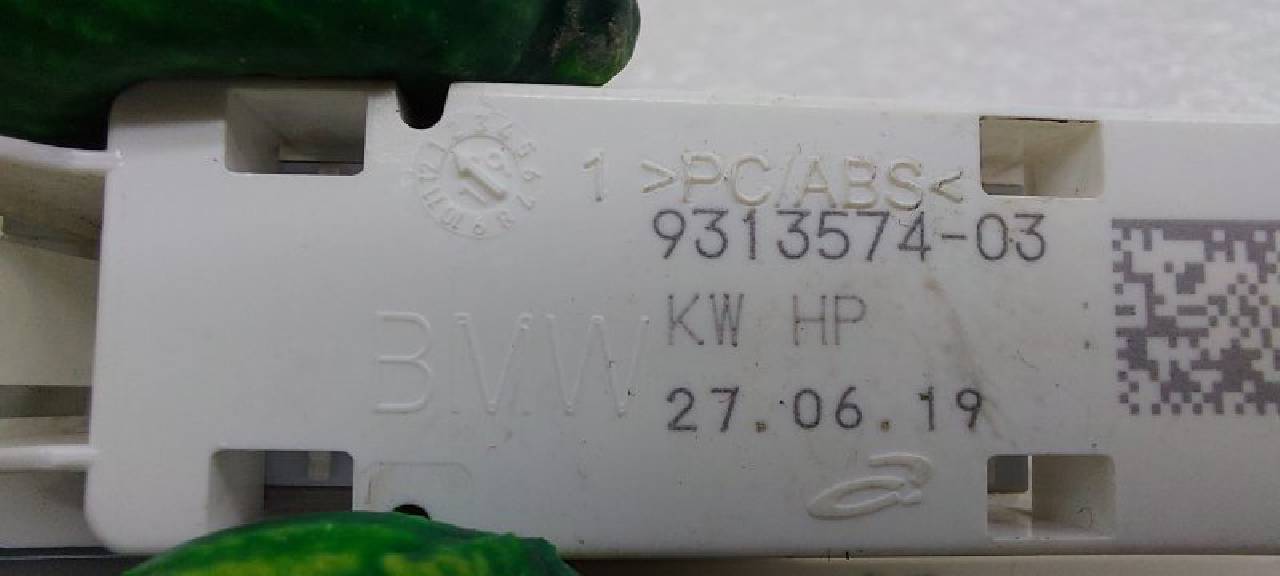 1 >PC/ABS<
9313574-03
BMW
KW HP
27.06.19